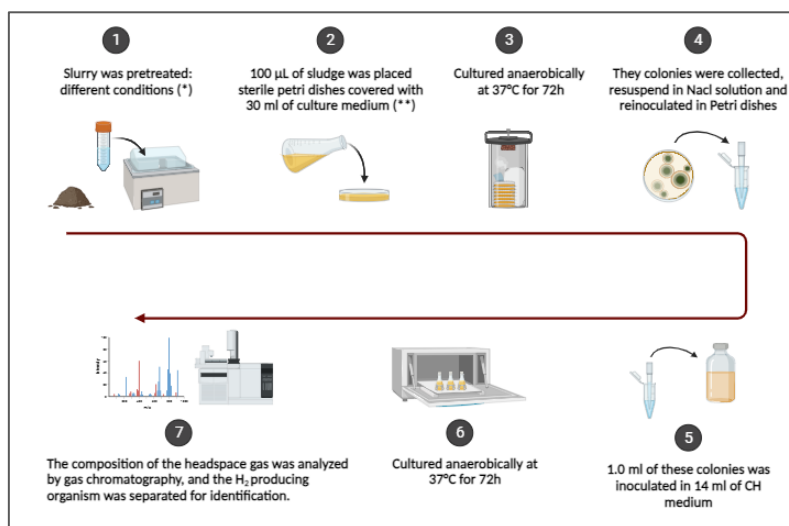 1
Slurry was pretreated:
different conditions (*)
2
100 µL of sludge was placed
sterile petri dishes covered with
30 ml of culture medium (**)
3
Cultured anaerobically
at 37°C for 72h
4
They colonies were collected,
resuspend in Nacl solution and
reinoculated in Petri dishes
7
The composition of the headspace gas was analyzed
by gas chromatography, and the H₂ producing
organism was separated for identification.
6
Cultured anaerobically at
37°C for 72h
5
1.0 ml of these colonies was
inoculated in 14 ml of CH
medium